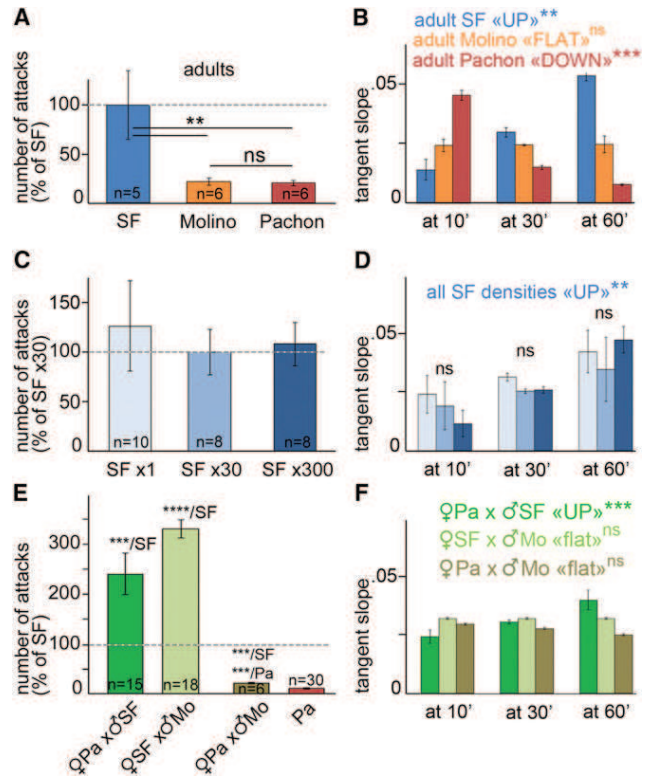 A
adults
number of attacks
(% of SF)
100
50
0
**
ns
n=5
n=6
n=6
SF Molino Pachon
B
adult SF «UP»**
adult Molino «FLAT»ns
adult Pachon «DOWN»***
tangent slope
.05
0
at 10' at 30' at 60'
C
number of attacks
(% of SF x30)
150
100
50
0
n=10
n=8
n=8
SF x1 SF x30 SF x300
D
all SF densities «UP»**
tangent slope
.05
0
ns
ns
ns
at 10' at 30' at 60'
E
number of attacks
(% of SF)
300
200
100
0
***/SF
****/SF
***/SF
***/Pa
n=15
n=18
n=6
n=30
♀Pa x♂SF
♀SF x♂Mo
♀Pa x♂Mo
Pa
F
♀Pa x ♂SF «UP»***
♀SF x ♂Mo «flat»ns
♀Pa x ♂Mo «flat»ns
tangent slope
.05
0
at 10' at 30' at 60'